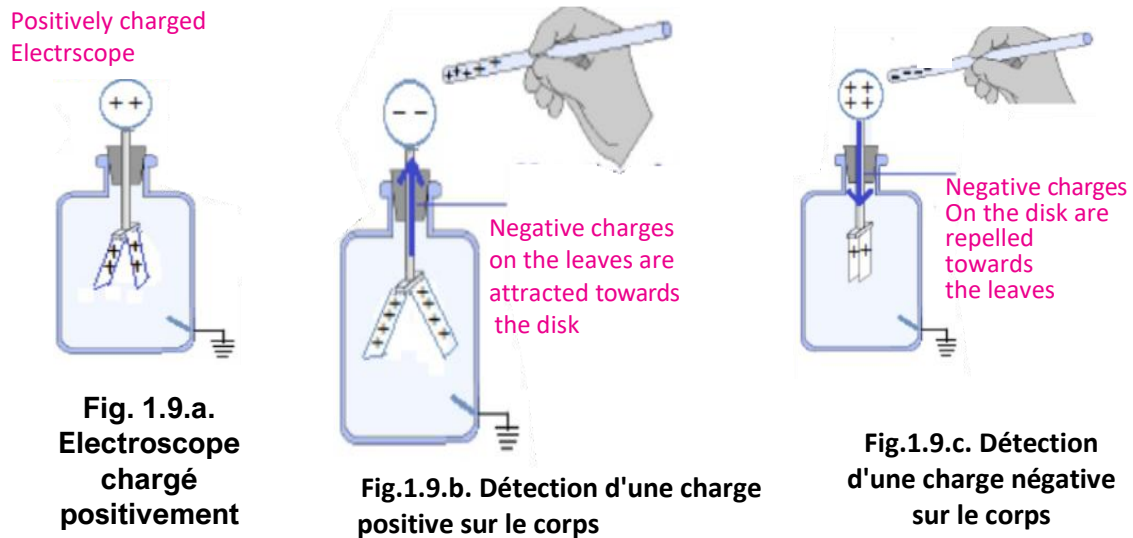 Positively charged
Electrscope
Negative charges
on the leaves are
attracted towards
the disk
Negative charges
On the disk are
repelled
towards
the leaves
Fig. 1.9.a.
Electroscope
chargé
positivement
Fig.1.9.b. Détection d'une charge
positive sur le corps
Fig.1.9.c. Détection
d'une charge négative
sur le corps